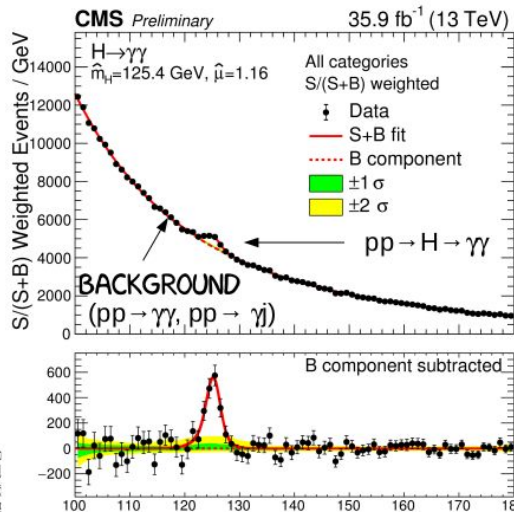 CMS Preliminary 35.9 fb⁻¹ (13 TeV)
S/(S+B) Weighted Events / GeV
H→γγ
m̂_H=125.4 GeV, μ̂=1.16
All categories
S/(S+B) weighted
Data
S+B fit
B component
±1 σ
±2 σ
14000
12000
10000
8000
6000
4000
2000
0
pp→H→γγ
BACKGROUND
(pp→γγ, pp→γj)
B component subtracted
600
400
200
0
−200
100 110 120 130 140 150 160 170 180